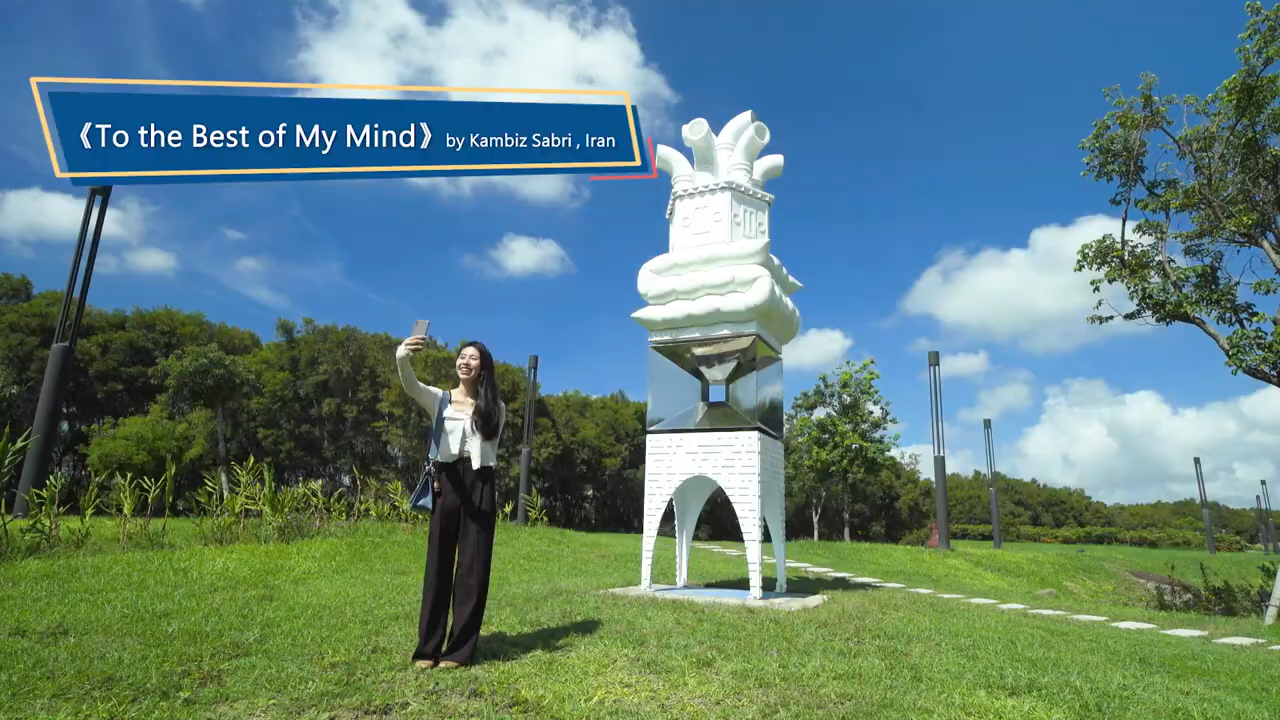 《To the Best of My Mind》 by Kambiz Sabri , Iran